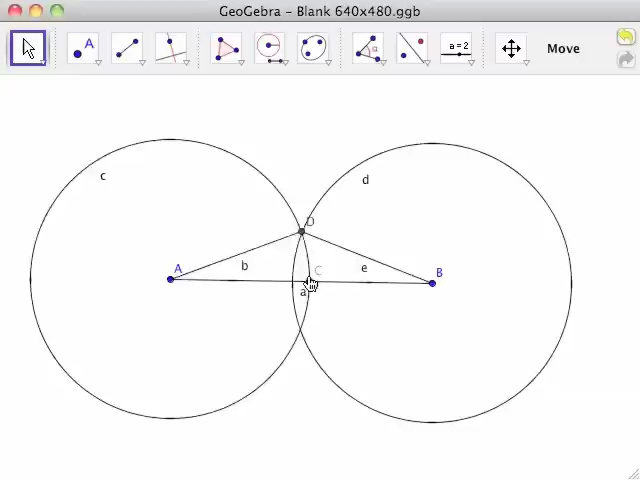 GeoGebra - Blank 640x480.ggb
A
α
a = 2
Move
c
d
D
A
b
C
e
B
a